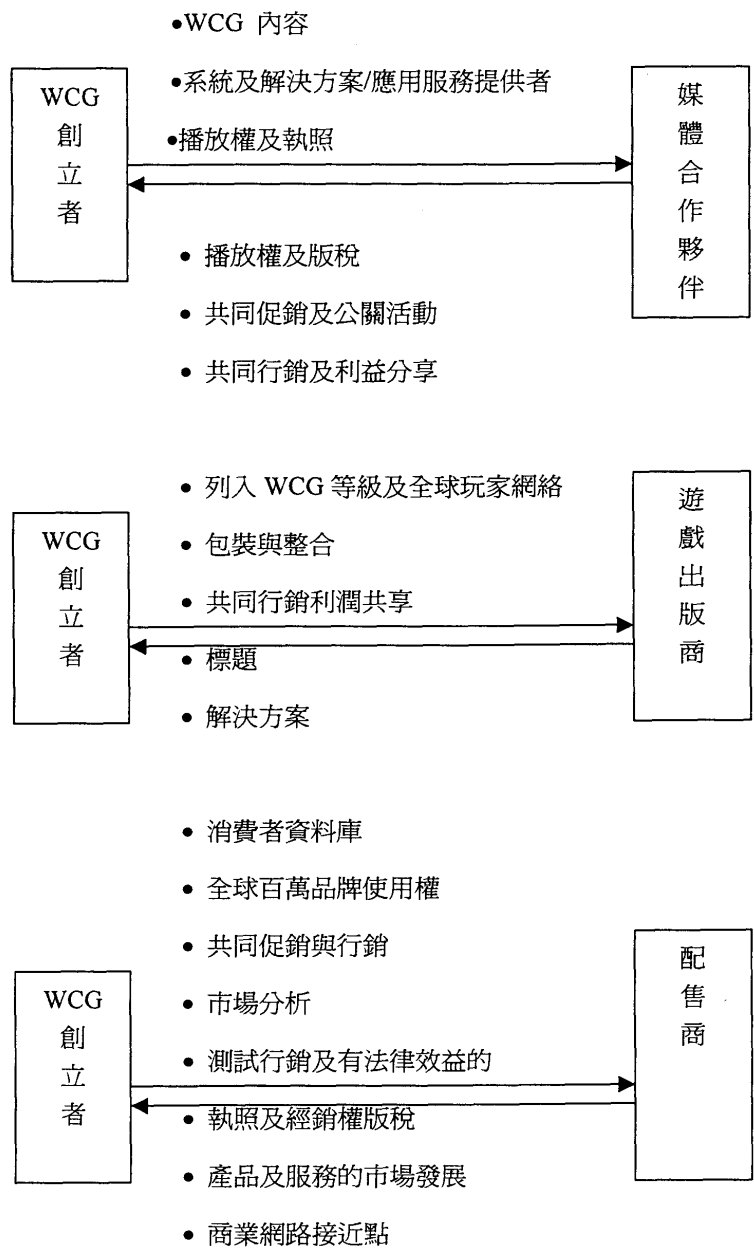 •WCG 內容
•系統及解決方案/應用服務提供者
•播放權及執照
WCG
創
立
者
媒
體
合
作
夥
伴
• 播放權及版稅
• 共同促銷及公關活動
• 共同行銷及利益分享
• 列入 WCG 等級及全球玩家網絡
• 包裝與整合
• 共同行銷利潤共享
• 標題
• 解決方案
WCG
創
立
者
遊
戲
出
版
商
• 消費者資料庫
• 全球百萬品牌使用權
• 共同促銷與行銷
• 市場分析
• 測試行銷及有法律效益的
• 執照及經銷權版稅
• 產品及服務的市場發展
• 商業網路接近點
WCG
創
立
者
配
售
商